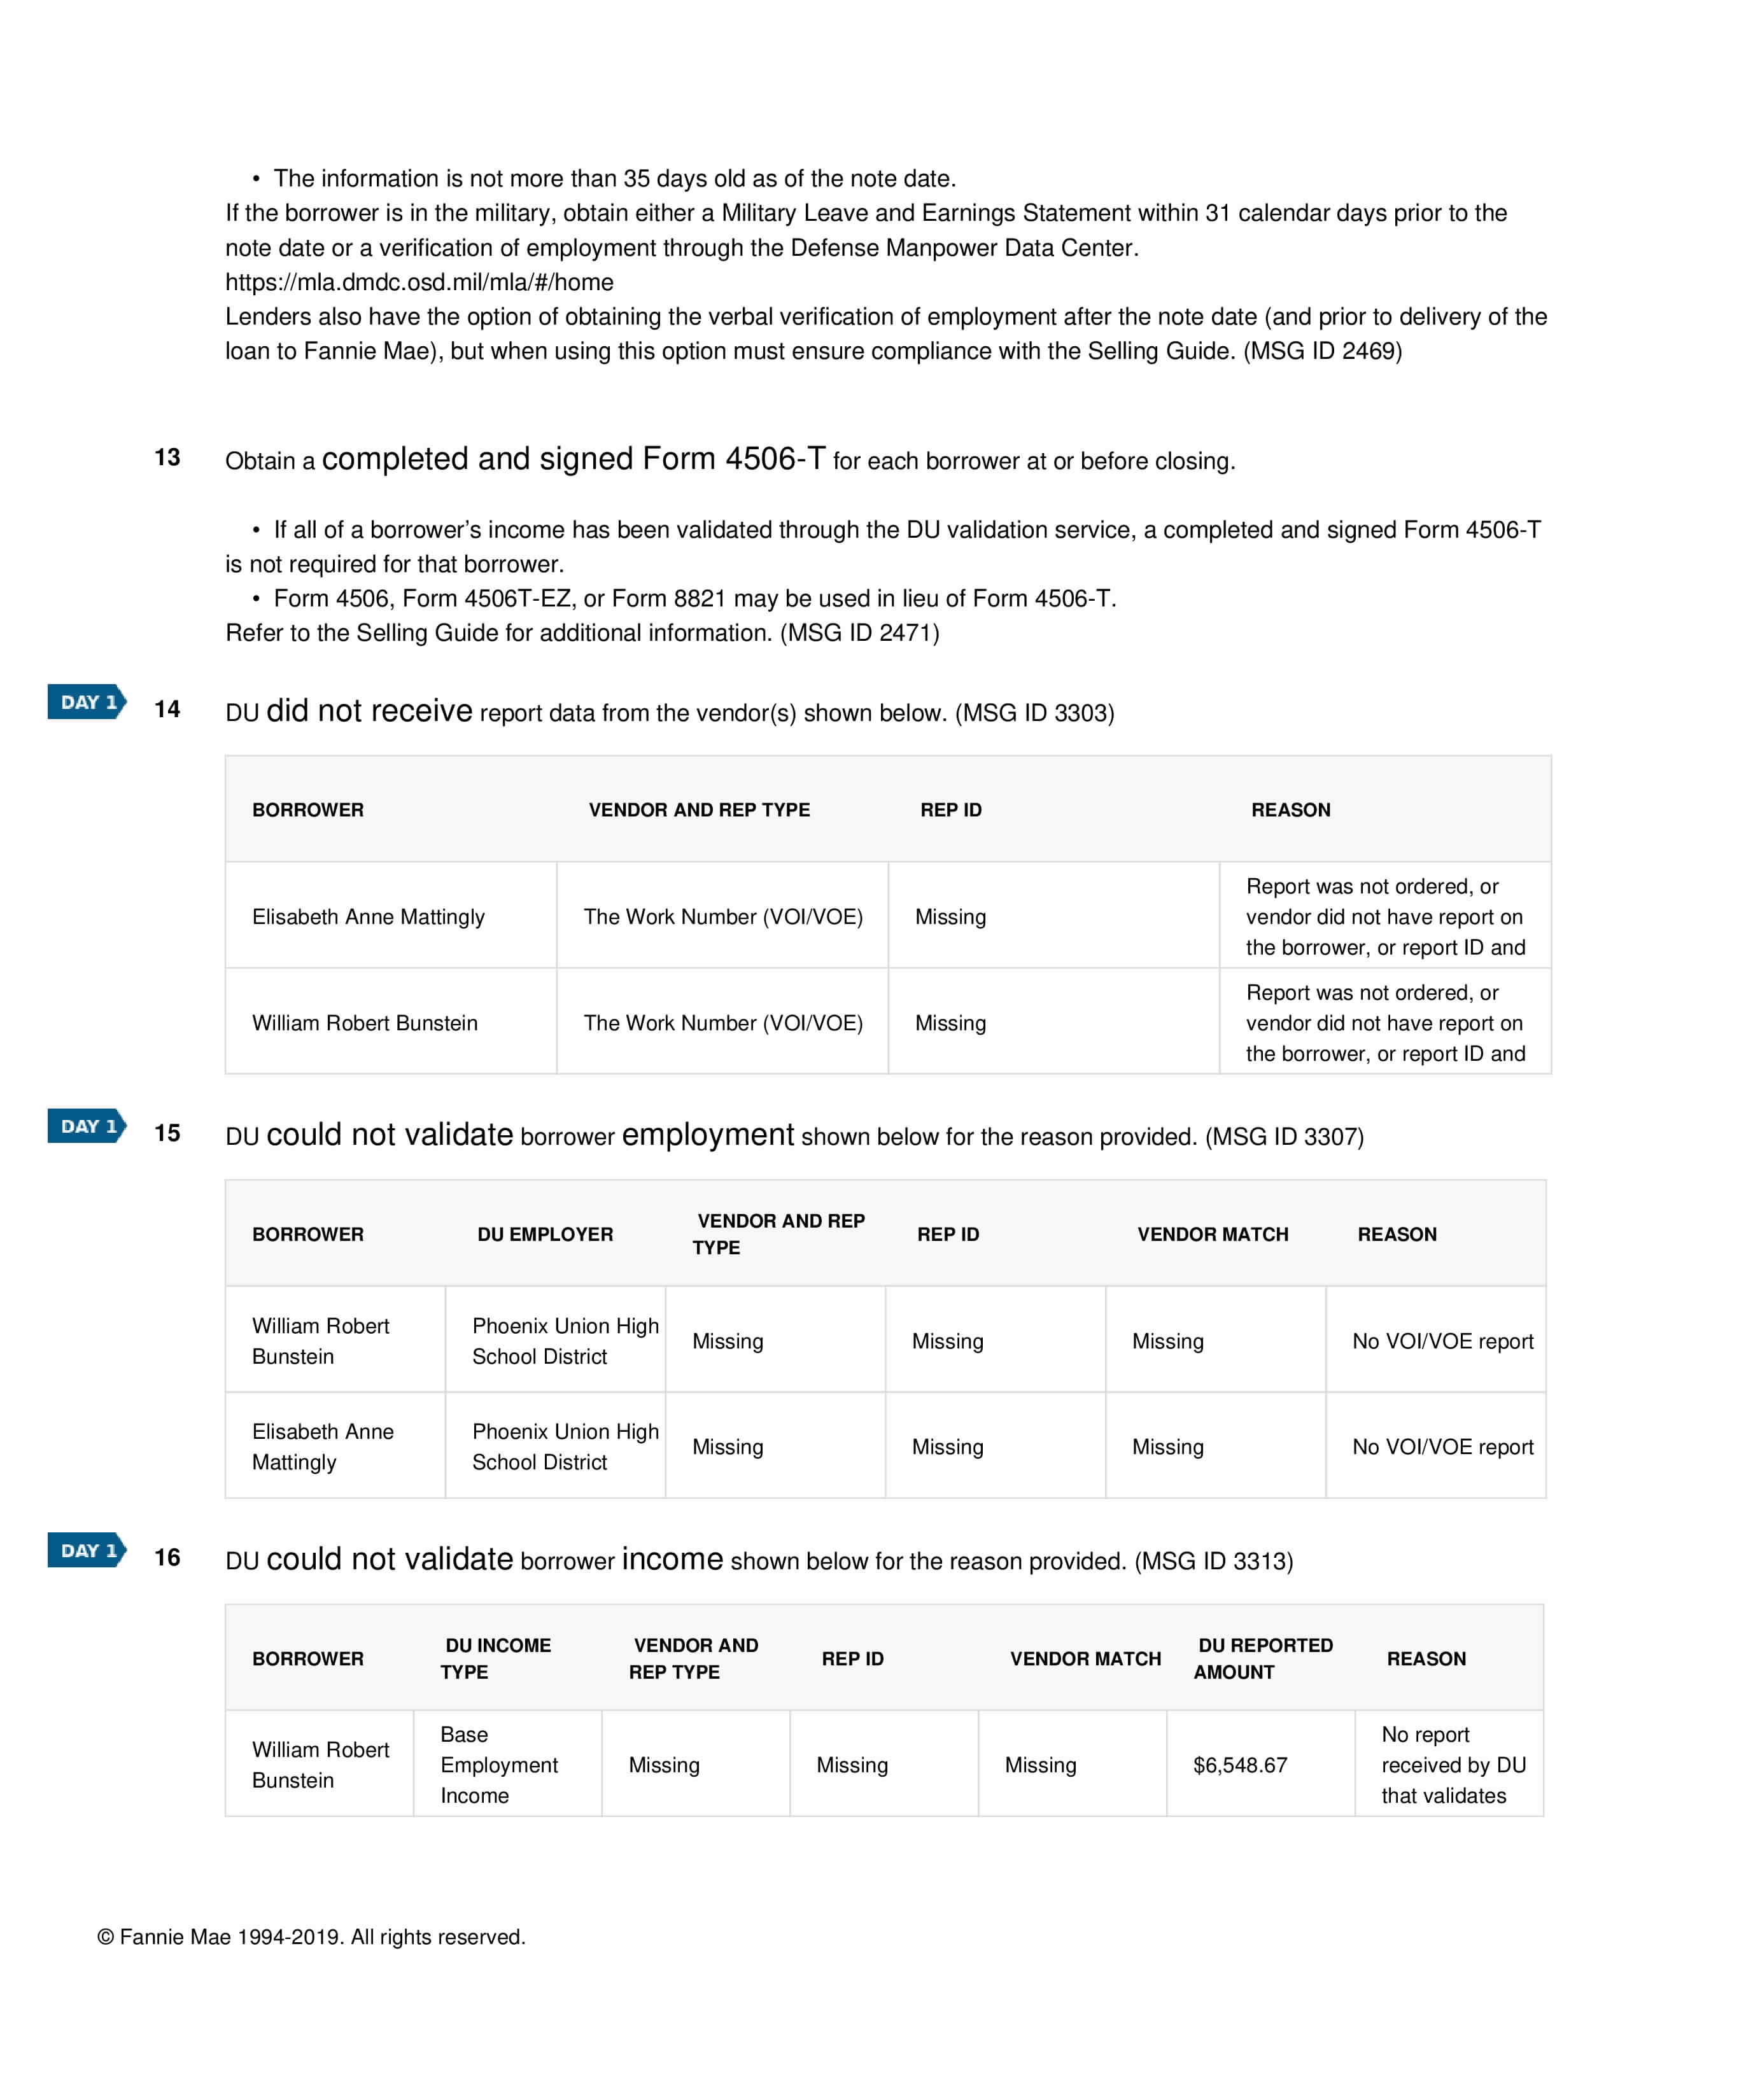 • The information is not more than 35 days old as of the note date.
If the borrower is in the military, obtain either a Military Leave and Earnings Statement within 31 calendar days prior to the
note date or a verification of employment through the Defense Manpower Data Center.
https://mla.dmdc.osd.mil/mla/#/home
Lenders also have the option of obtaining the verbal verification of employment after the note date (and prior to delivery of the
loan to Fannie Mae), but when using this option must ensure compliance with the Selling Guide. (MSG ID 2469)
13 Obtain a completed and signed Form 4506-T for each borrower at or before closing.
• If all of a borrower’s income has been validated through the DU validation service, a completed and signed Form 4506-T
is not required for that borrower.
• Form 4506, Form 4506T-EZ, or Form 8821 may be used in lieu of Form 4506-T.
Refer to the Selling Guide for additional information. (MSG ID 2471)
DAY 1 14 DU did not receive report data from the vendor(s) shown below. (MSG ID 3303)
BORROWER VENDOR AND REP TYPE REP ID REASON
Elisabeth Anne Mattingly The Work Number (VOI/VOE) Missing
Report was not ordered, or
vendor did not have report on
the borrower, or report ID and
William Robert Bunstein The Work Number (VOI/VOE) Missing
Report was not ordered, or
vendor did not have report on
the borrower, or report ID and
DAY 1 15 DU could not validate borrower employment shown below for the reason provided. (MSG ID 3307)
BORROWER
DU EMPLOYER
VENDOR AND REP
TYPE
REP ID
VENDOR MATCH
REASON
William Robert
Bunstein
Phoenix Union High
School District
Missing
Missing
Missing
No VOI/VOE report
Elisabeth Anne
Mattingly
Phoenix Union High
School District
Missing
Missing
Missing
No VOI/VOE report
DAY 1 16 DU could not validate borrower income shown below for the reason provided. (MSG ID 3313)
BORROWER
DU INCOME
TYPE
VENDOR AND
REP TYPE
REP ID
VENDOR MATCH
DU REPORTED
AMOUNT
REASON
William Robert
Bunstein
Base
Employment
Income
Missing
Missing
Missing
$6,548.67
No report
received by DU
that validates
© Fannie Mae 1994-2019. All rights reserved.